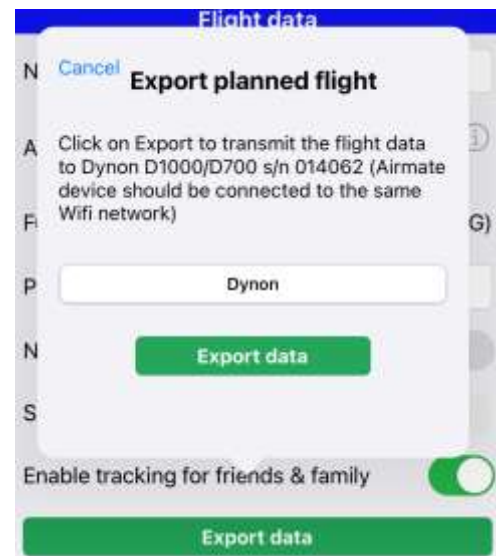 Flight data
N
Cancel
Export planned flight
A
Click on Export to transmit the flight data
to Dynon D1000/D700 s/n 014062 (Airmate
device should be connected to the same
Wifi network)
F
G)
P
Dynon
N
Export data
S
Enable tracking for friends & family
Export data